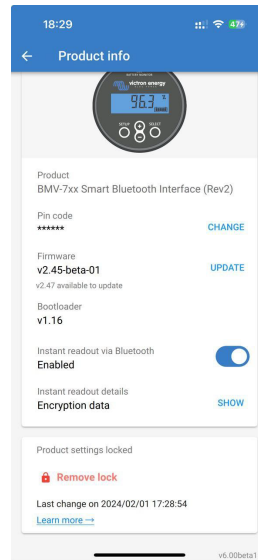 18:29
47
Product info
victron energy
96.3 %
SETUP
SELECT
Product
BMV-7xx Smart Bluetooth Interface (Rev2)
Pin code
****** CHANGE
Firmware
v2.45-beta-01 UPDATE
v2.47 available to update
Bootloader
v1.16
Instant readout via Bluetooth
Enabled
Instant readout details
Encryption data SHOW
Product settings locked
Remove lock
Last change on 2024/02/01 17:28:54
Learn more →
v6.00beta1